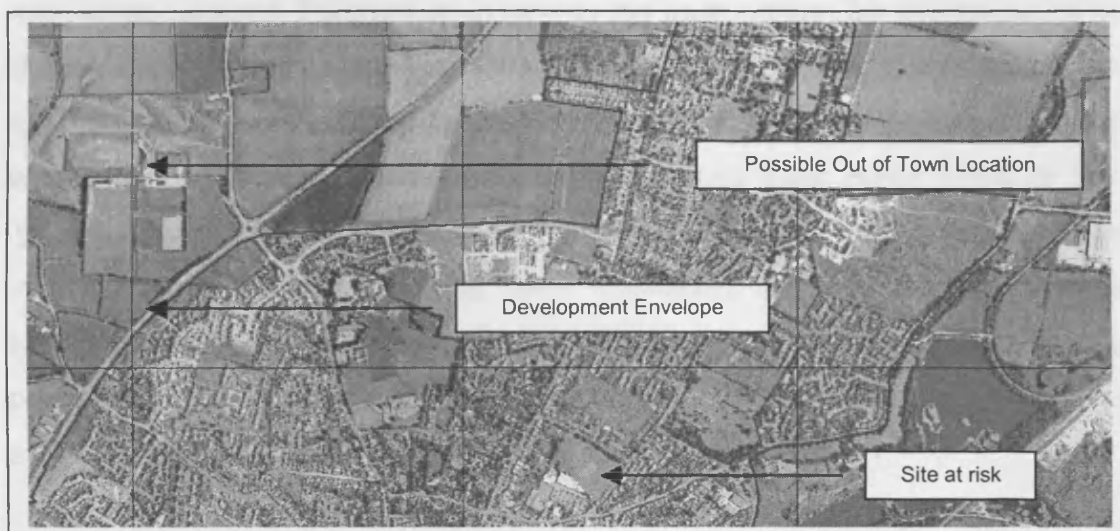 Possible Out of Town Location
Development Envelope
Site at risk